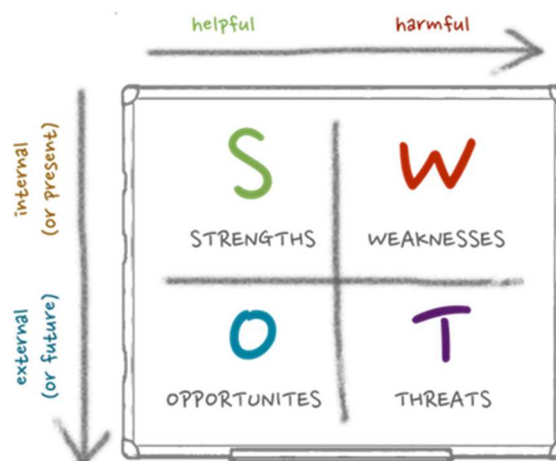 helpful
harmful
internal
(or present)
S
W
STRENGTHS
WEAKNESSES
external
(or future)
O
T
OPPORTUNITES
THREATS